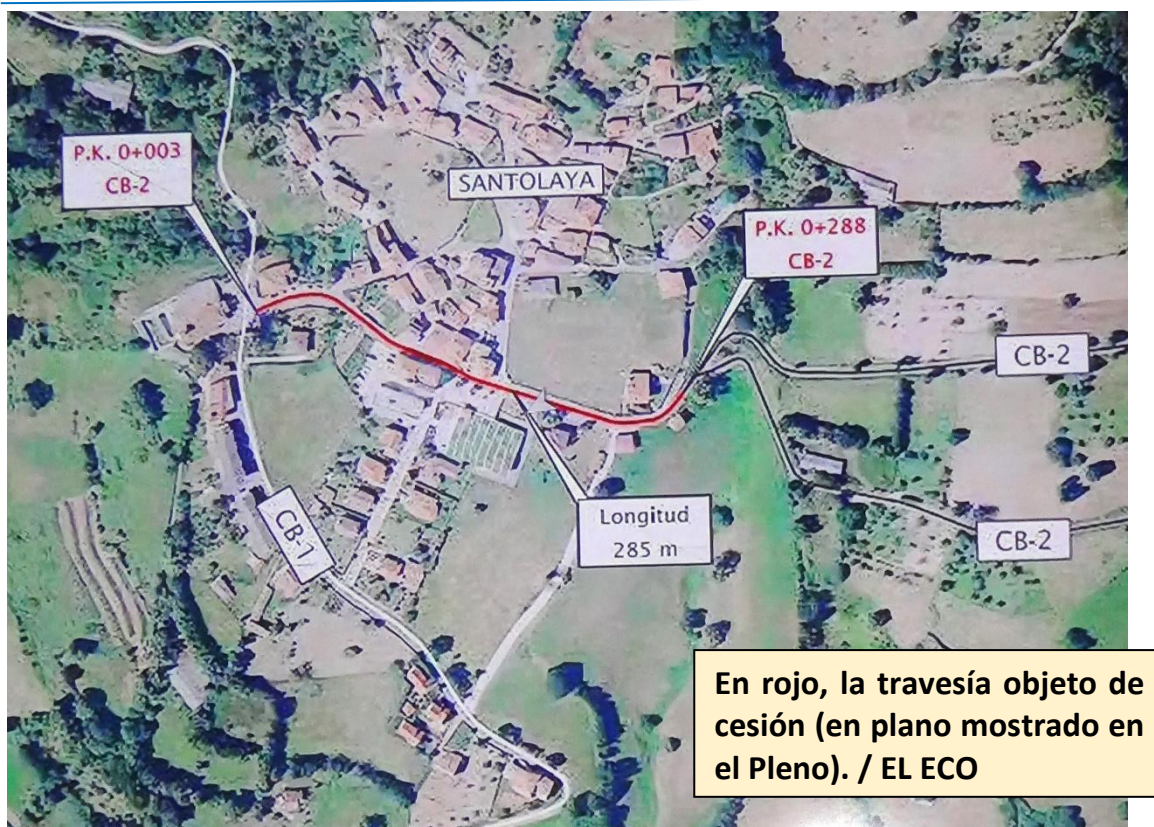 P.K. 0+003
CB-2
SANTOLAYA
P.K. 0+288
CB-2
CB-2
Longitud
285 m
CB-1
CB-2
En rojo, la travesía objeto de
cesión (en plano mostrado en
el Pleno). / EL ECO